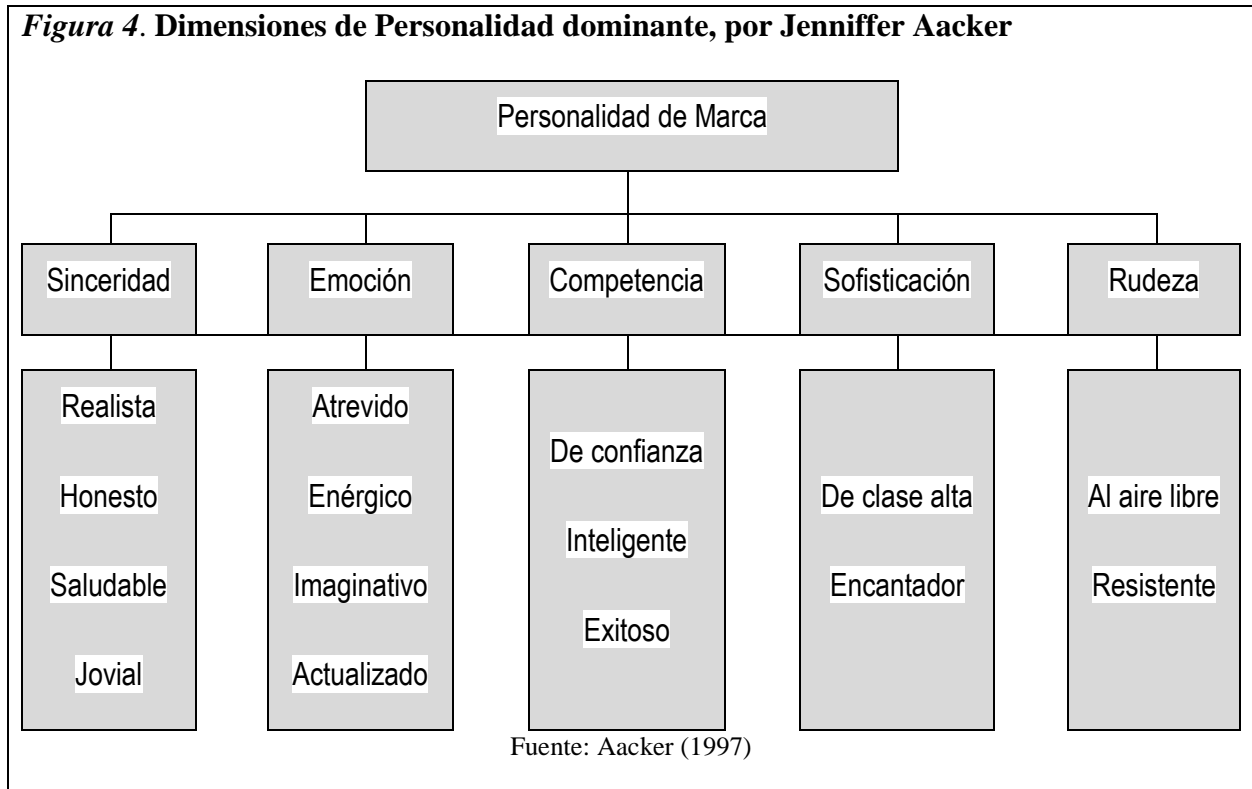 Figura 4. Dimensiones de Personalidad dominante, por Jenniffer Aacker
Personalidad de Marca
Sinceridad
Emoción
Competencia
Sofisticación
Rudeza
Realista
Honesto
Saludable
Jovial
Atrevido
Enérgico
Imaginativo
Actualizado
De confianza
Inteligente
Exitoso
De clase alta
Encantador
Al aire libre
Resistente
Fuente: Aacker (1997)